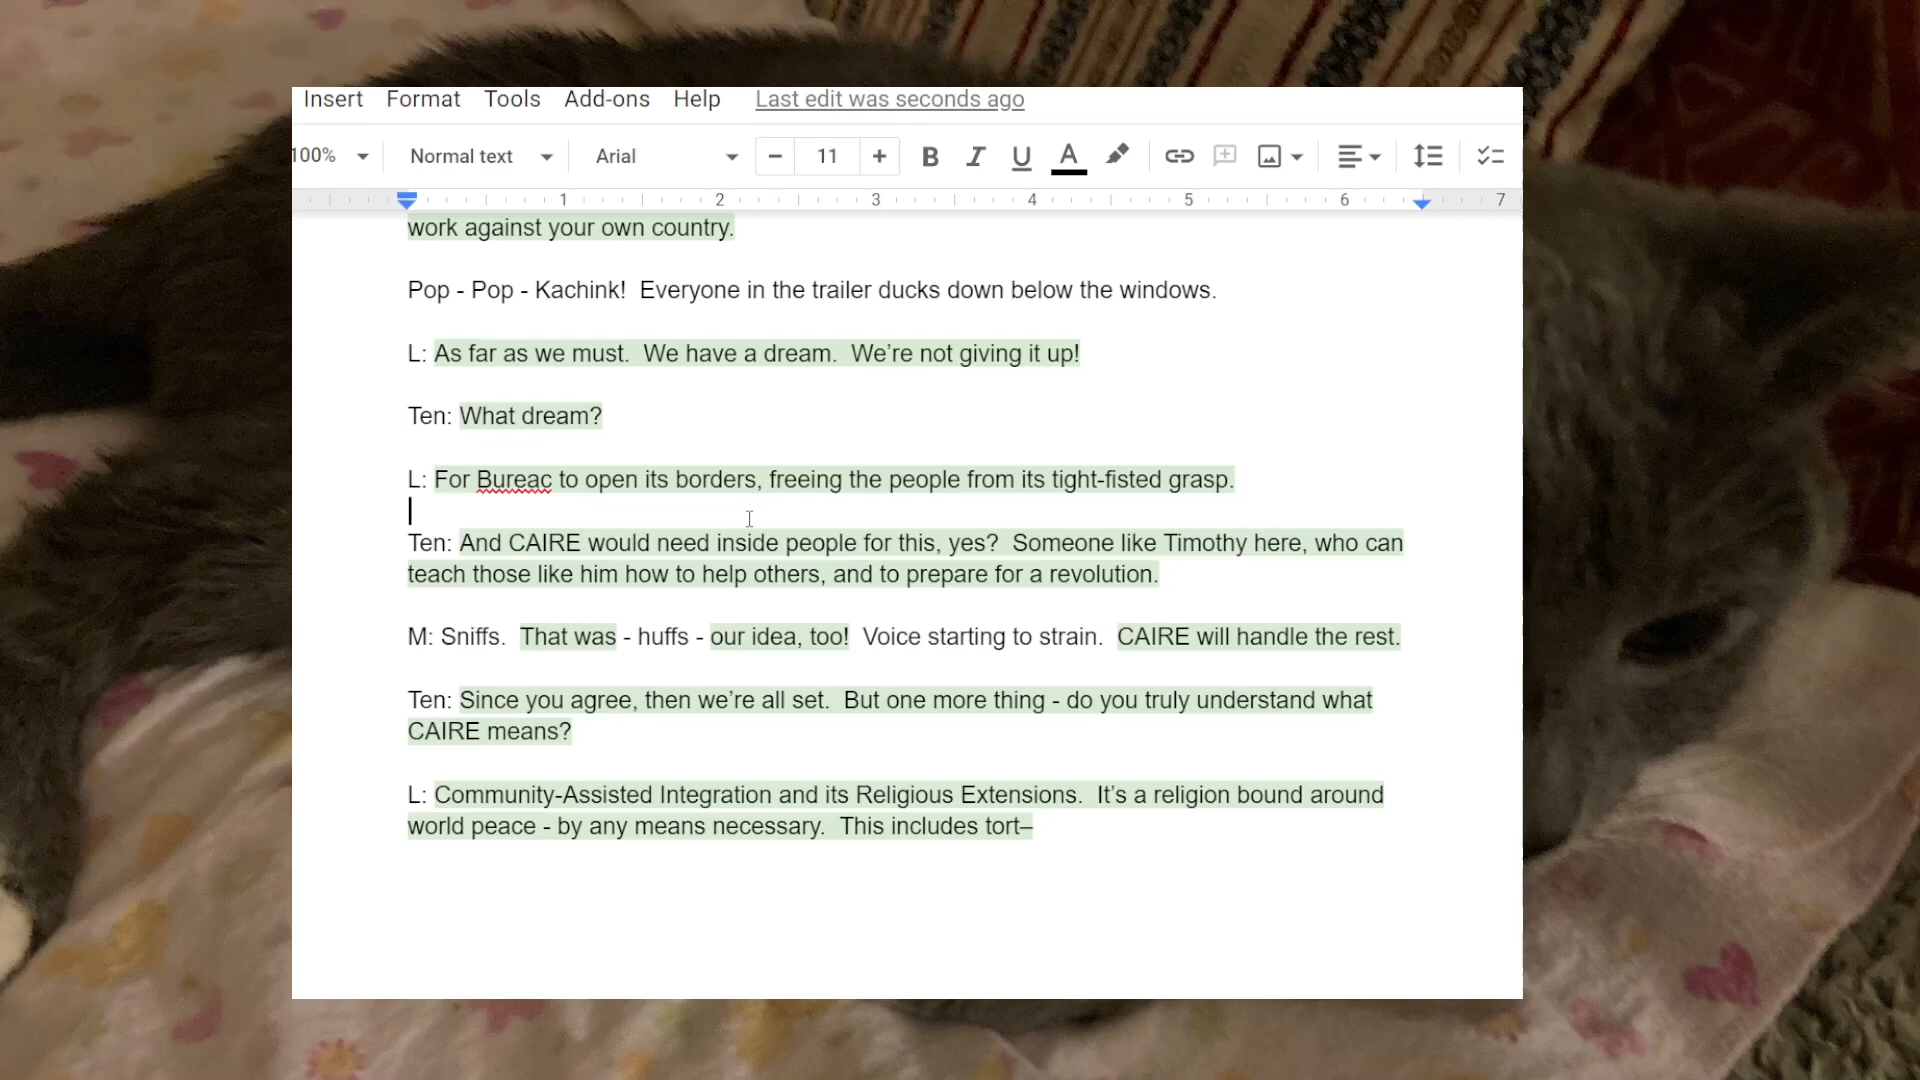 Insert Format Tools Add-ons Help Last edit was seconds ago
100% Normal text Arial 11 B I U A
1 2 3 4 5 6 7
work against your own country.
Pop - Pop - Kachink!  Everyone in the trailer ducks down below the windows.
L: As far as we must.  We have a dream.  We’re not giving it up!
Ten: What dream?
L: For Bureac to open its borders, freeing the people from its tight-fisted grasp.
Ten: And CAIRE would need inside people for this, yes?  Someone like Timothy here, who can
teach those like him how to help others, and to prepare for a revolution.
M: Sniffs.  That was - huffs - our idea, too!  Voice starting to strain.  CAIRE will handle the rest.
Ten: Since you agree, then we’re all set.  But one more thing - do you truly understand what
CAIRE means?
L: Community-Assisted Integration and its Religious Extensions.  It’s a religion bound around
world peace - by any means necessary.  This includes tort–